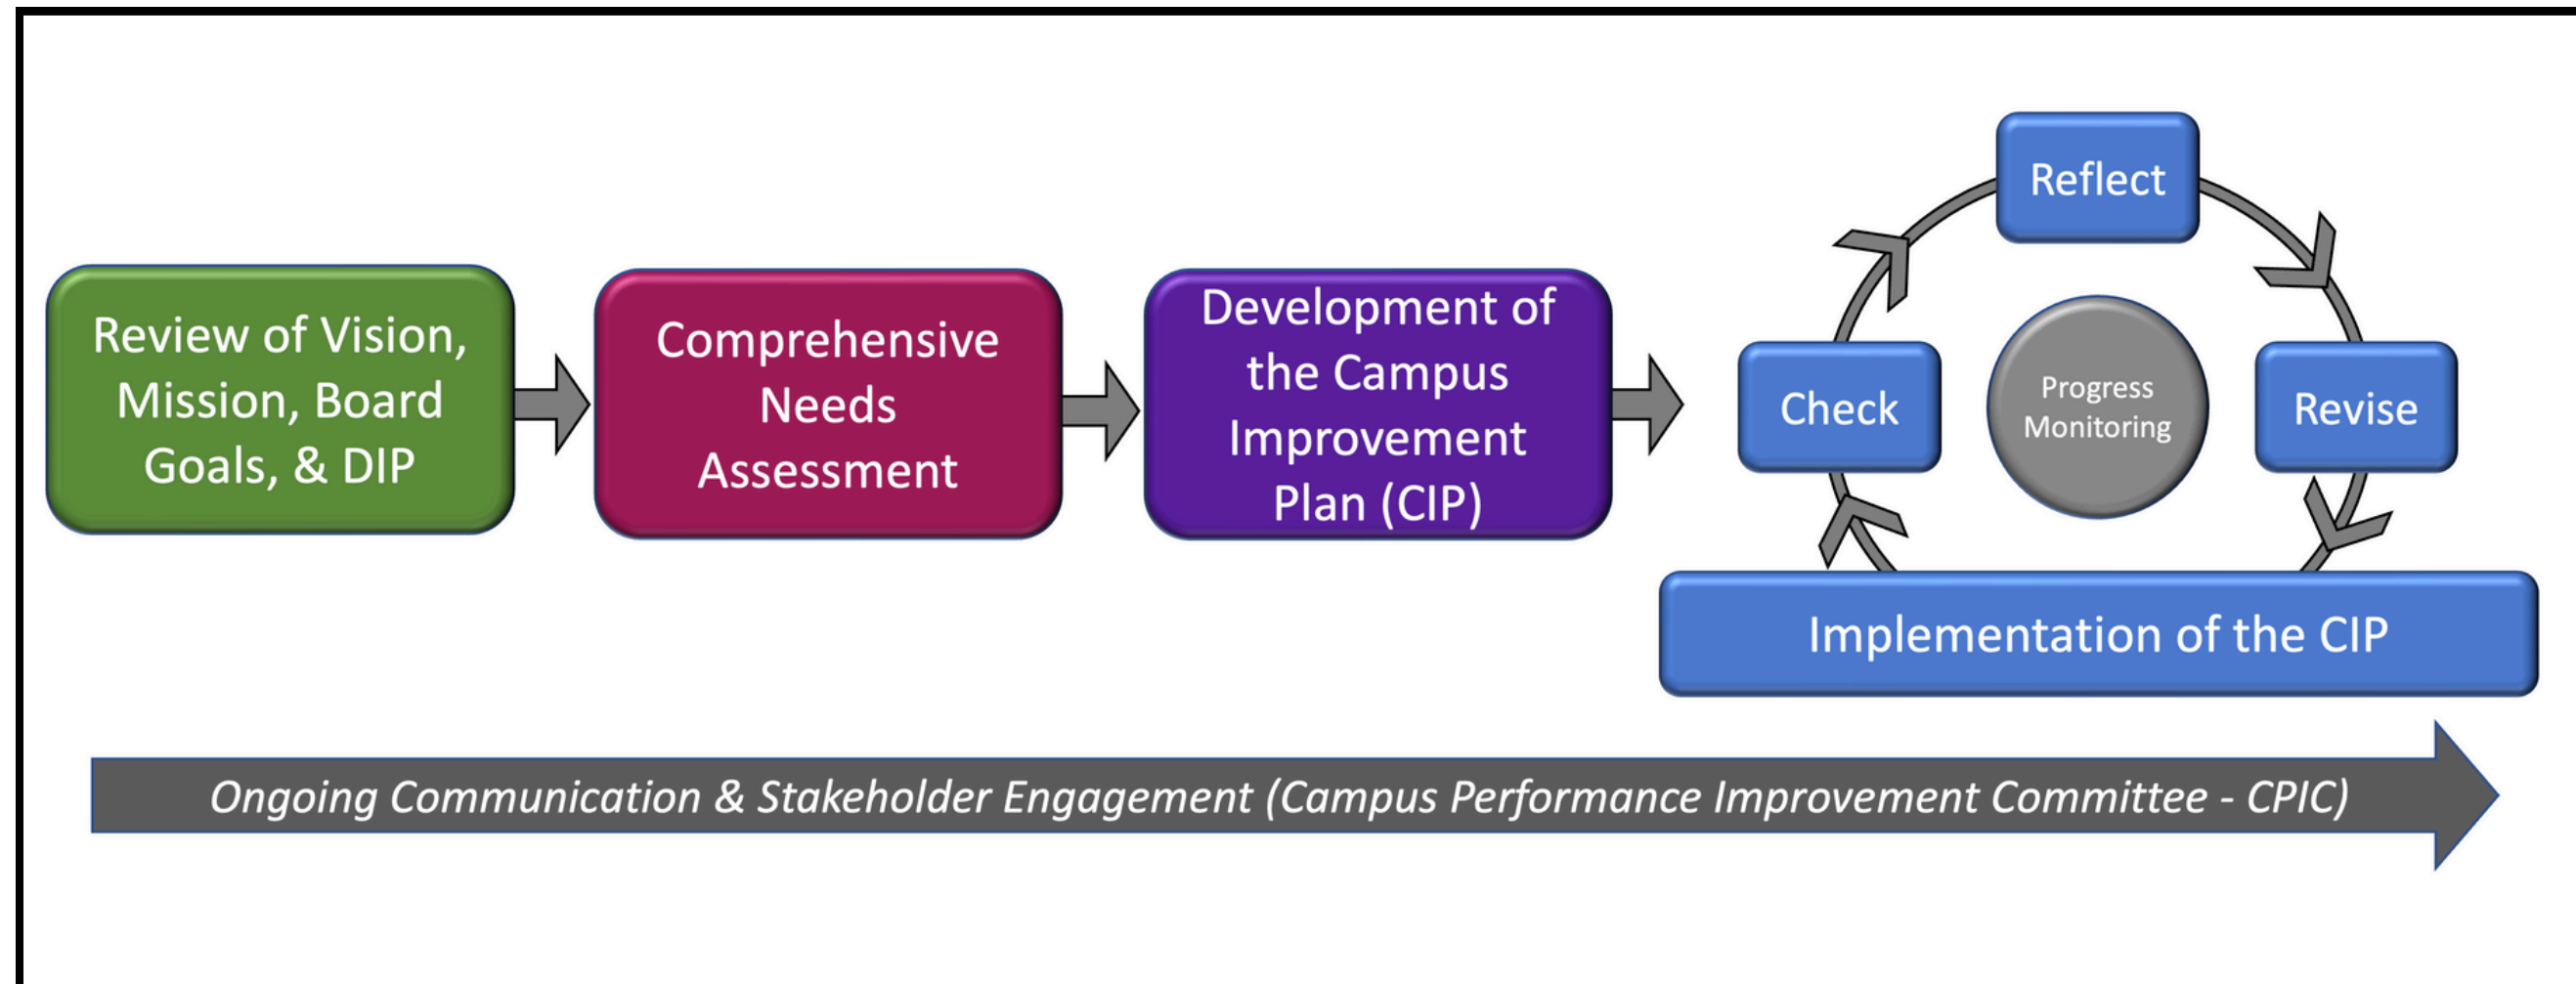 Review of Vision,
Mission, Board
Goals, & DIP
Comprehensive
Needs
Assessment
Development of
the Campus
Improvement
Plan (CIP)
Reflect
Check
Progress
Monitoring
Revise
Implementation of the CIP
Ongoing Communication & Stakeholder Engagement (Campus Performance Improvement Committee - CPIC)